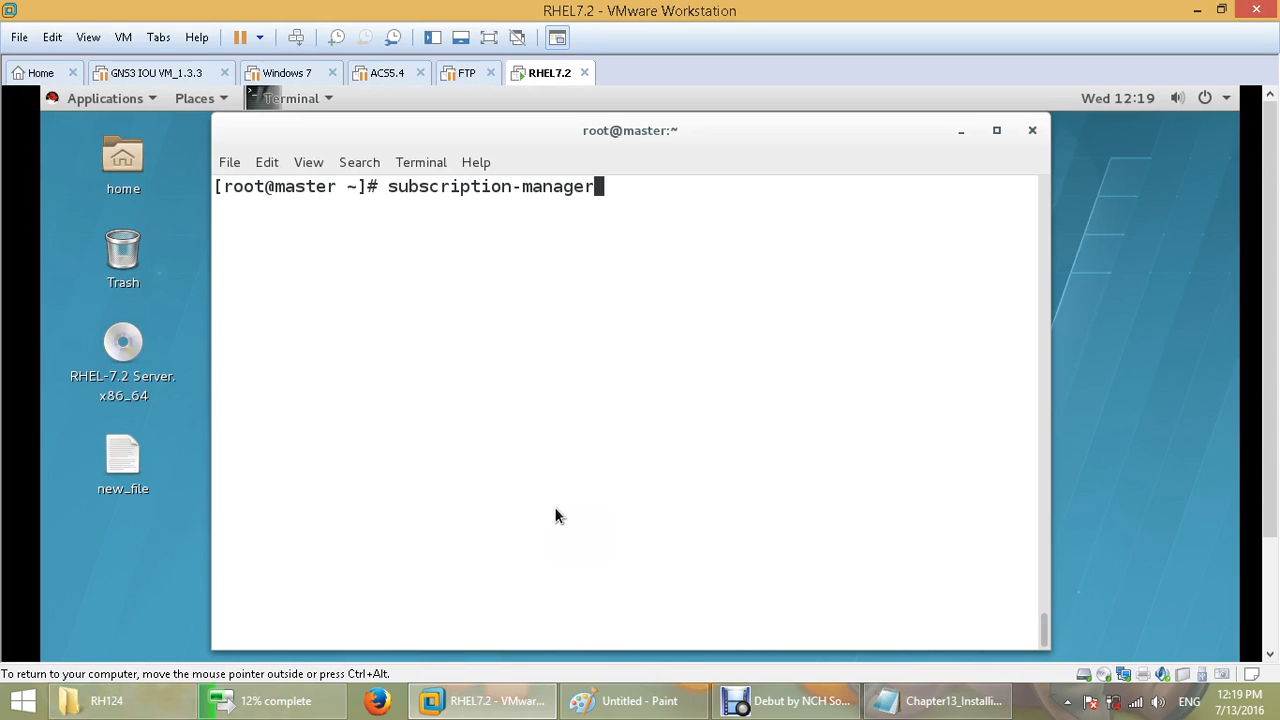 RHEL7.2 - VMware Workstation
File Edit View VM Tabs Help
Home GNS3 IOU VM_1.3.3 Windows 7 ACS5.4 FTP RHEL7.2
Applications Places Terminal Wed 12:19
root@master:~
File Edit View Search Terminal Help
[root@master ~]# subscription-manager
home
Trash
RHEL-7.2 Server.
x86_64
new_file
To return to your computer, move the mouse pointer outside or press Ctrl+Alt.
RH124 12% complete RHEL7.2 - VMwar... Untitled - Paint Debut by NCH So... Chapter13_Installi... ENG
12:19 PM
7/13/2016